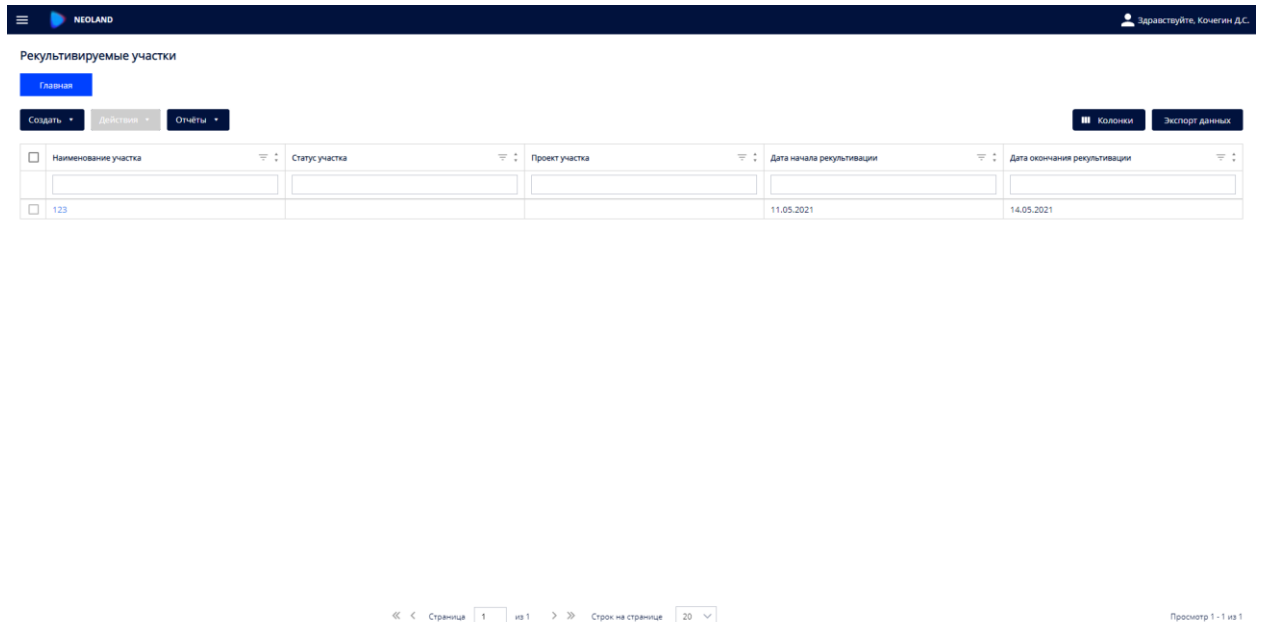 NEOLAND Здравствуйте, Кочегин Д.С.
Рекультивируемые участки
Главная
Создать Действия Отчёты Колонки Экспорт данных
Наименование участка Статус участка Проект участка Дата начала рекультивации Дата окончания рекультивации
123 11.05.2021 14.05.2021
Страница 1 из 1 Строк на странице 20 Просмотр 1 - 1 из 1